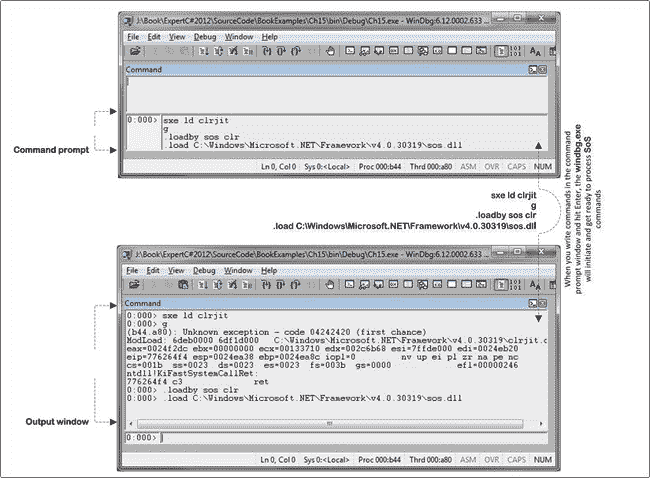 J:\Book\ExpertC#2012\SourceCode\BookExamples\Ch15\bin\Debug\Ch15.exe - WinDbg:6.12.0002.633 ...
File Edit View Debug Window Help
Command
0:000> sxe ld clrjit
g
.loadby sos clr
.load C:\Windows\Microsoft.NET\Framework\v4.0.30319\sos.dll
Ln 0, Col 0 Sys 0:<Local> Proc 000:b44 Thrd 000:a80 ASM OVR CAPS NUM
Command prompt
sxe ld clrjit
g
.loadby sos clr
.load C:\Windows\Microsoft.NET\Framework\v4.0.30319\sos.dll
When you write commands in the command
prompt window and hit Enter, the windbg.exe
will initiate and get ready to process SoS
commands
J:\Book\ExpertC#2012\SourceCode\BookExamples\Ch15\bin\Debug\Ch15.exe - WinDbg:6.12.0002.633 ...
File Edit View Debug Window Help
Command
0:000> sxe ld clrjit
0:000> g
(b44.a80): Unknown exception - code 04242420 (first chance)
ModLoad: 6deb0000 6df1d000 C:\Windows\Microsoft.NET\Framework\v4.0.30319\clrjit.d
eax=0024f2dc ebx=00000000 ecx=00133710 edx=002c6b68 esi=7ffde000 edi=0024eb20
eip=776264f4 esp=0024ea38 ebp=0024ea8c iopl=0 nv up ei pl zr na pe nc
cs=001b ss=0023 ds=0023 es=0023 fs=003b gs=0000 efl=00000246
ntdll!KiFastSystemCallRet:
776264f4 c3 ret
0:000> .loadby sos clr
0:000> .load C:\Windows\Microsoft.NET\Framework\v4.0.30319\sos.dll
Output window
0:000>
Ln 0, Col 0 Sys 0:<Local> Proc 000:b44 Thrd 000:a80 ASM OVR CAPS NUM